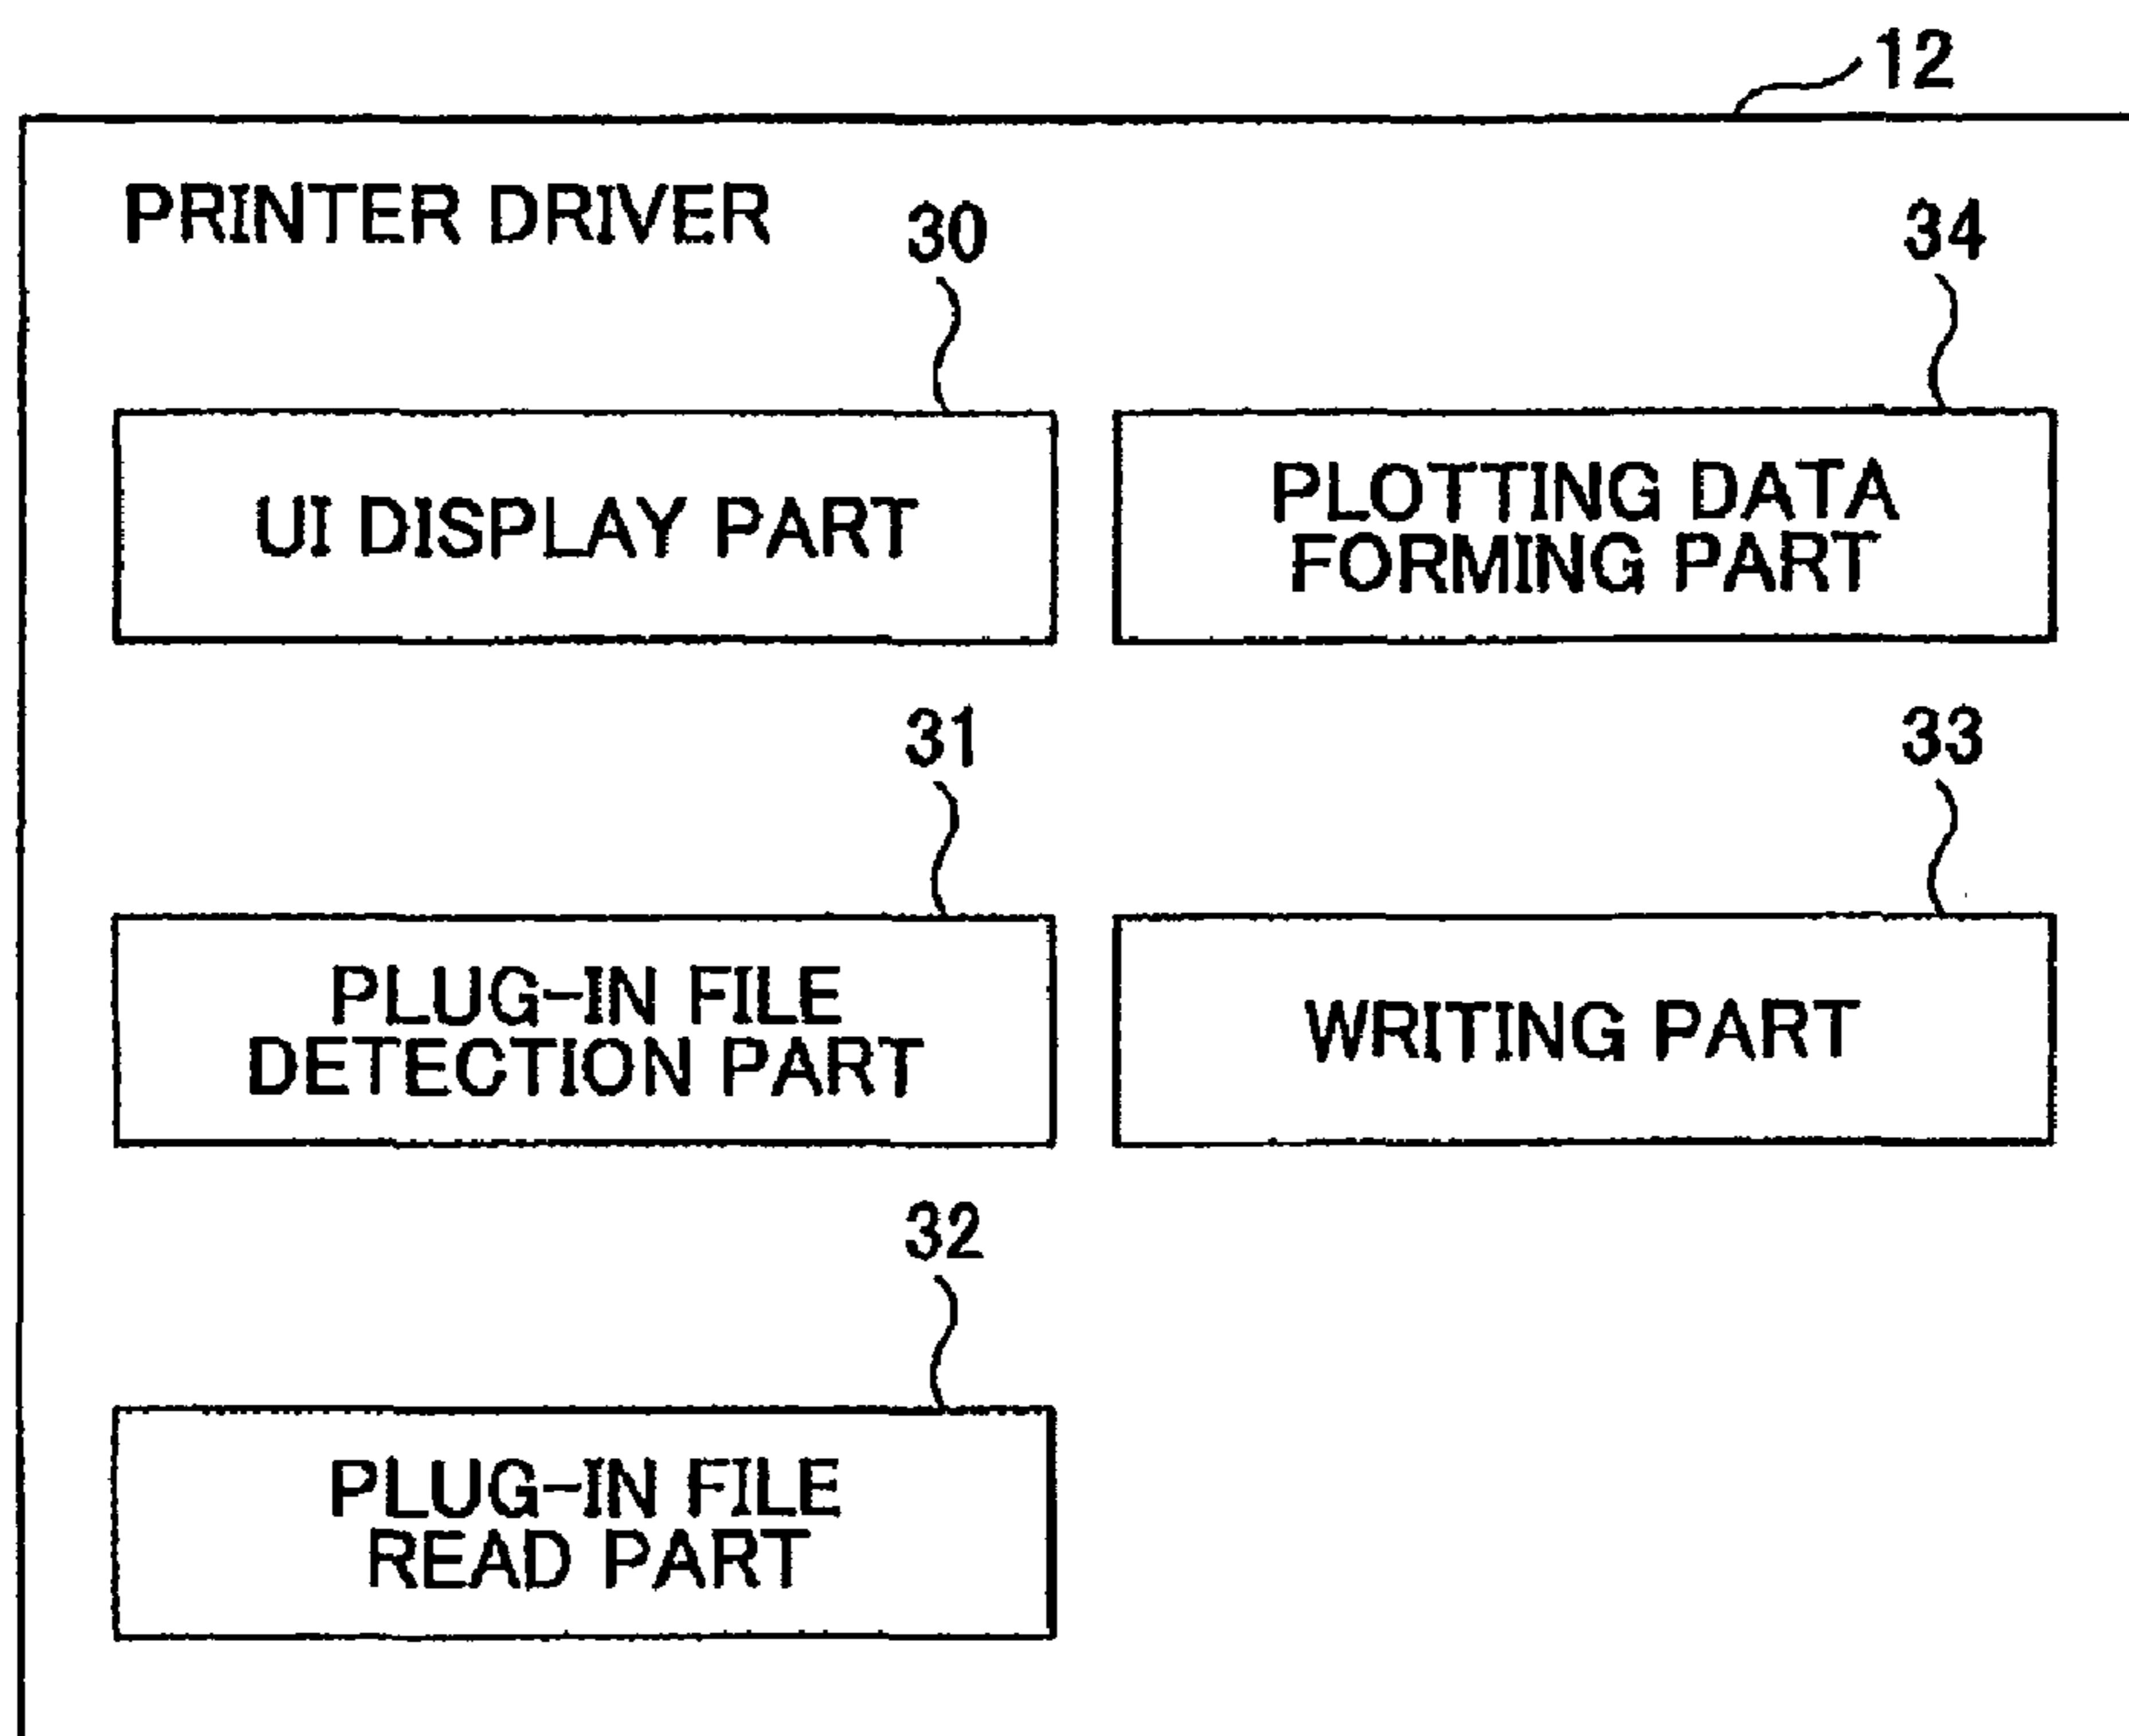 12
PRINTER DRIVER
30
34
UI DISPLAY PART
PLOTTING DATA
FORMING PART
31
33
PLUG-IN FILE
DETECTION PART
WRITING PART
32
PLUG-IN FILE
READ PART